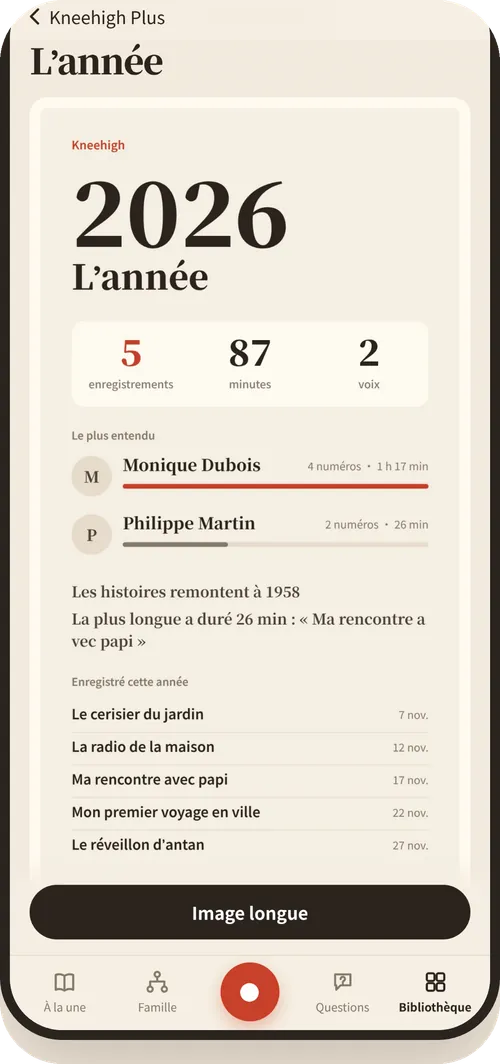 Kneehigh Plus
L’année
Kneehigh
2026
L’année
5 87 2
enregistrements minutes voix
Le plus entendu
M Monique Dubois 4 numéros • 1 h 17 min
P Philippe Martin 2 numéros • 26 min
Les histoires remontent à 1958
La plus longue a duré 26 min : « Ma rencontre a
vec papi »
Enregistré cette année
Le cerisier du jardin 7 nov.
La radio de la maison 12 nov.
Ma rencontre avec papi 17 nov.
Mon premier voyage en ville 22 nov.
Le réveillon d'antan 27 nov.
Image longue
À la une Famille Questions Bibliothèque